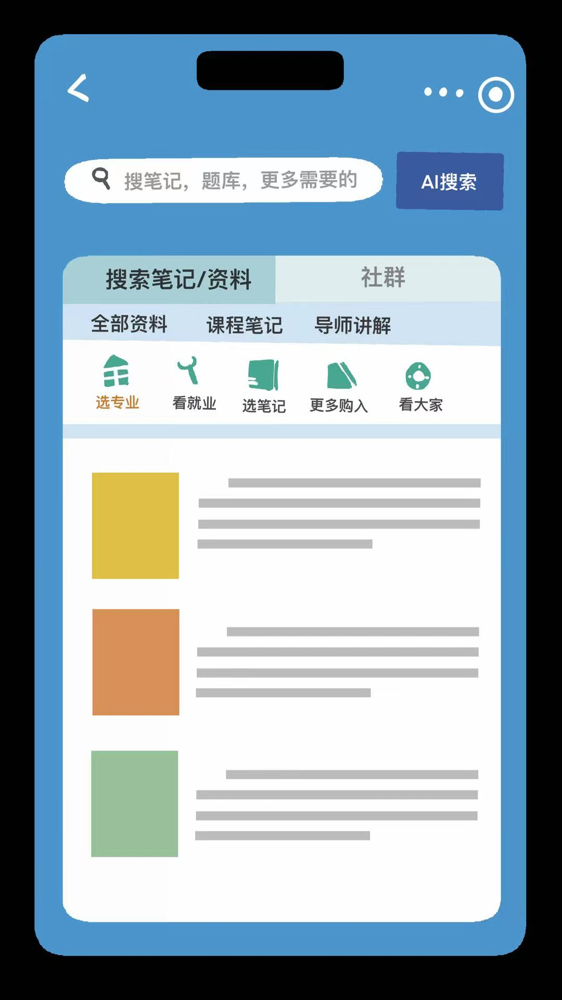 搜笔记，题库，更多需要的
AI搜索
搜索笔记/资料
社群
全部资料
课程笔记
导师讲解
选专业
看就业
选笔记
更多购入
看大家